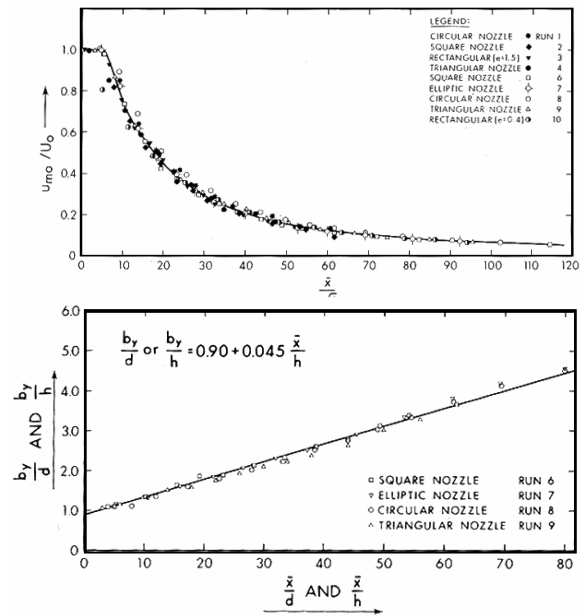 LEGEND:
CIRCULAR NOZZLE ● RUN 1
SQUARE NOZZLE ◆ 2
RECTANGULAR (e=1.5) ▼ 3
TRIANGULAR NOZZLE ● 4
SQUARE NOZZLE □ 6
ELLIPTIC NOZZLE 7
CIRCULAR NOZZLE ○ 8
TRIANGULAR NOZZLE △ 9
RECTANGULAR (e=0.4) ◑ 10
1.0
0.8
0.6
0.4
0.2
0
u_mo / U_o
0 10 20 30 40 50 60 70 80 90 100 110 120
x̄
6.0
5.0
4.0
3.0
2.0
1.0
0
b_y/d AND b_y/h
b_y/d or b_y/h = 0.90 + 0.045 x̄/h
□ SQUARE NOZZLE RUN 6
▿ ELLIPTIC NOZZLE RUN 7
○ CIRCULAR NOZZLE RUN 8
△ TRIANGULAR NOZZLE RUN 9
0 10 20 30 40 50 60 70 80
x̄/d AND x̄/h